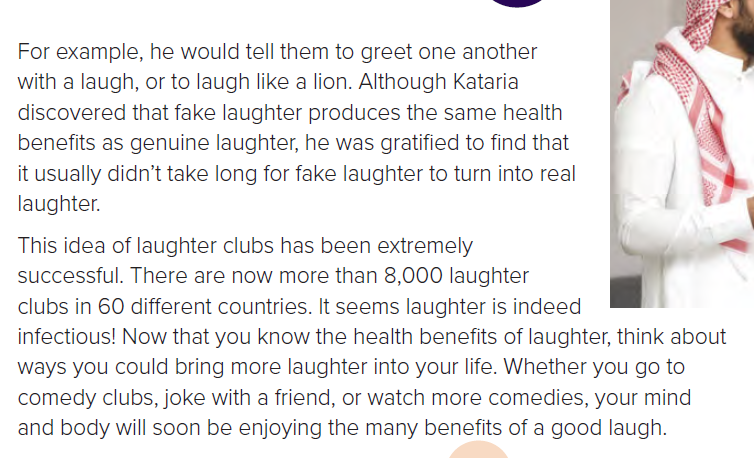 For example, he would tell them to greet one another
with a laugh, or to laugh like a lion. Although Kataria
discovered that fake laughter produces the same health
benefits as genuine laughter, he was gratified to find that
it usually didn’t take long for fake laughter to turn into real
laughter.
This idea of laughter clubs has been extremely
successful. There are now more than 8,000 laughter
clubs in 60 different countries. It seems laughter is indeed
infectious! Now that you know the health benefits of laughter, think about
ways you could bring more laughter into your life. Whether you go to
comedy clubs, joke with a friend, or watch more comedies, your mind
and body will soon be enjoying the many benefits of a good laugh.